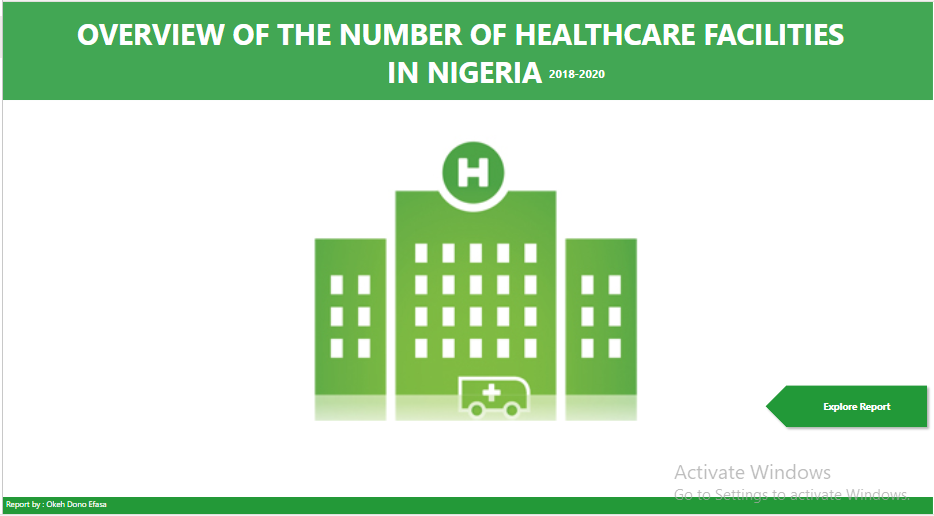 OVERVIEW OF THE NUMBER OF HEALTHCARE FACILITIES
IN NIGERIA 2018-2020
H
Explore Report
Activate Windows
Go to Settings to activate Windows.
Report by : Okeh Dono Efasa